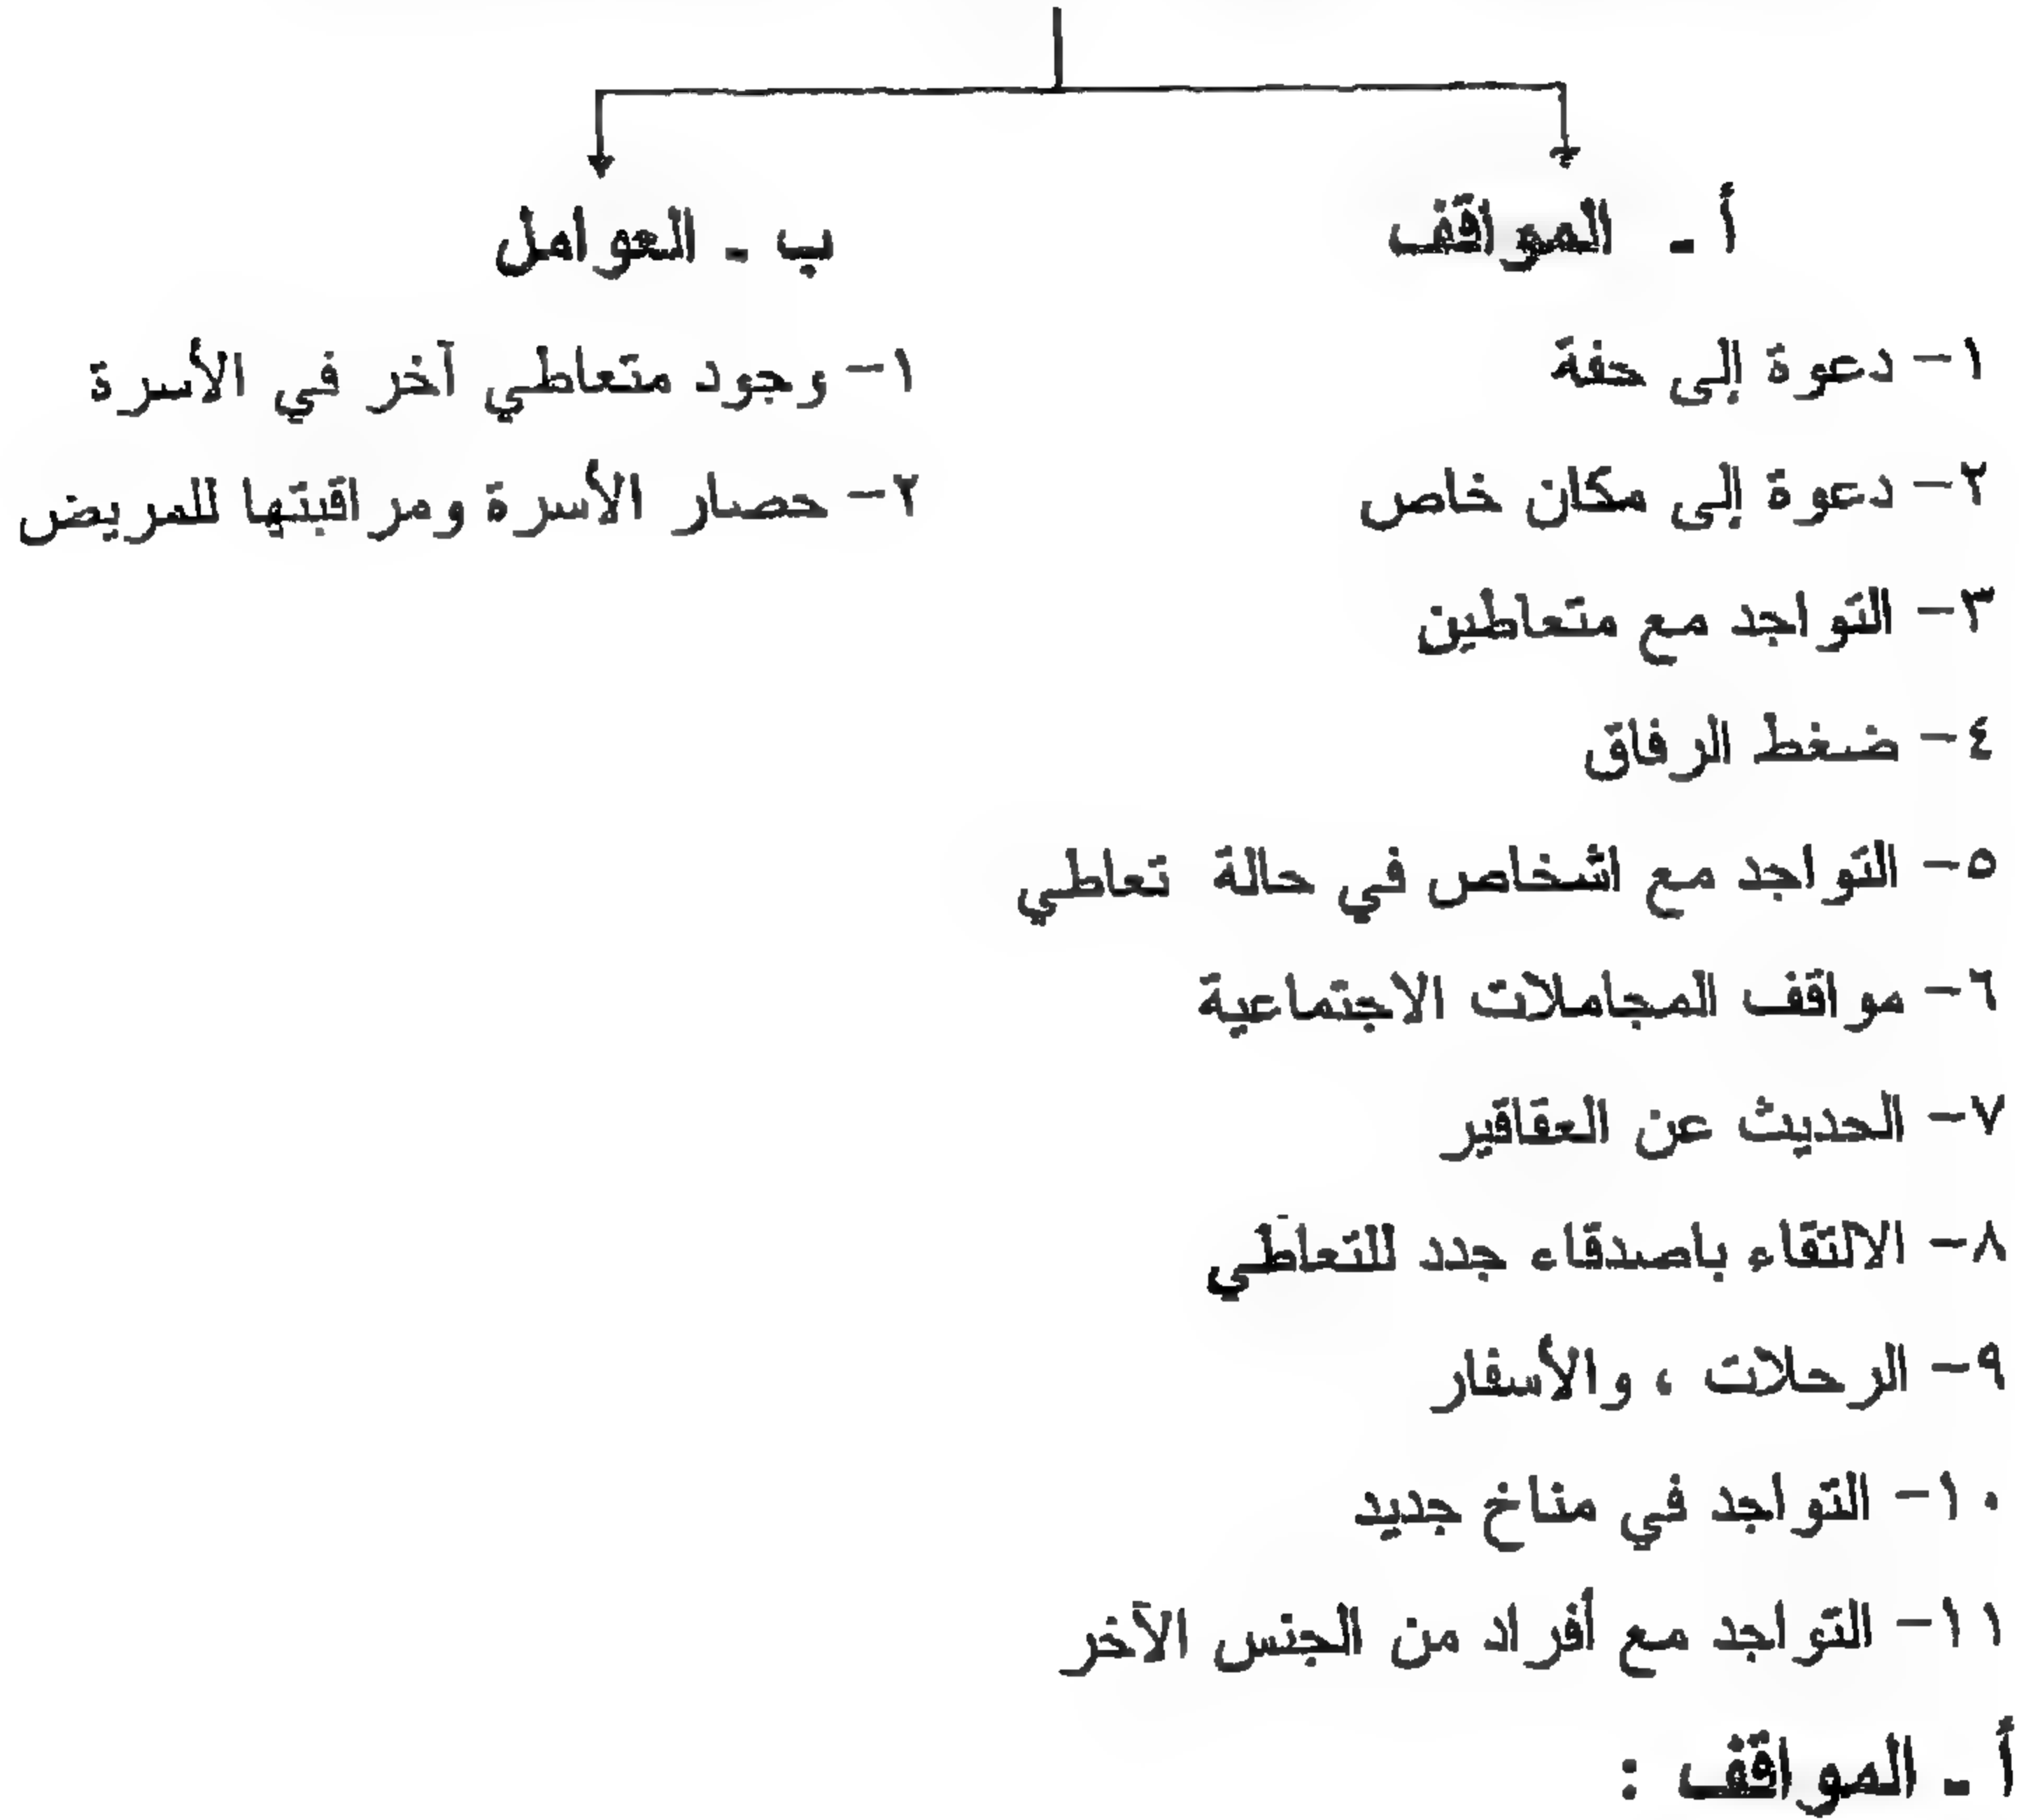 أ - المواقف
ب - العوامل
١- دعوة إلى حفة
١- وجود متعاطي آخر في الأسرة
٢- دعوة إلى مكان خاص
٢- حصار الأسرة ومراقبتها للمريض
٣- التواجد مع متعاطين
٤- ضغط الرفاق
٥- التواجد مع اشخاص في حالة تعاطي
٦- مواقف المجاملات الاجتماعية
٧- الحديث عن العقاقير
٨- الالتقاء باصدقاء جدد للتعاطي
٩- الرحلات ، والأسفار
١٠- التواجد في مناخ جديد
١١- التواجد مع أفراد من الجنس الآخر
أ - المواقف :